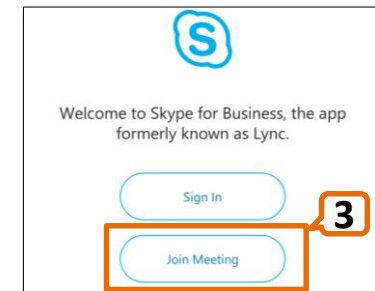 S
Welcome to Skype for Business, the app
formerly known as Lync.
Sign In
3
Join Meeting